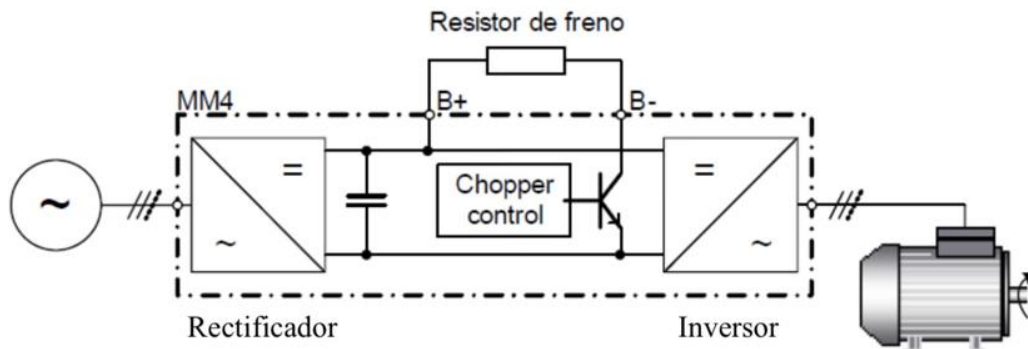 Resistor de freno
MM4
B+
B-
=
=
Chopper
control
~
~
~
Rectificador
Inversor